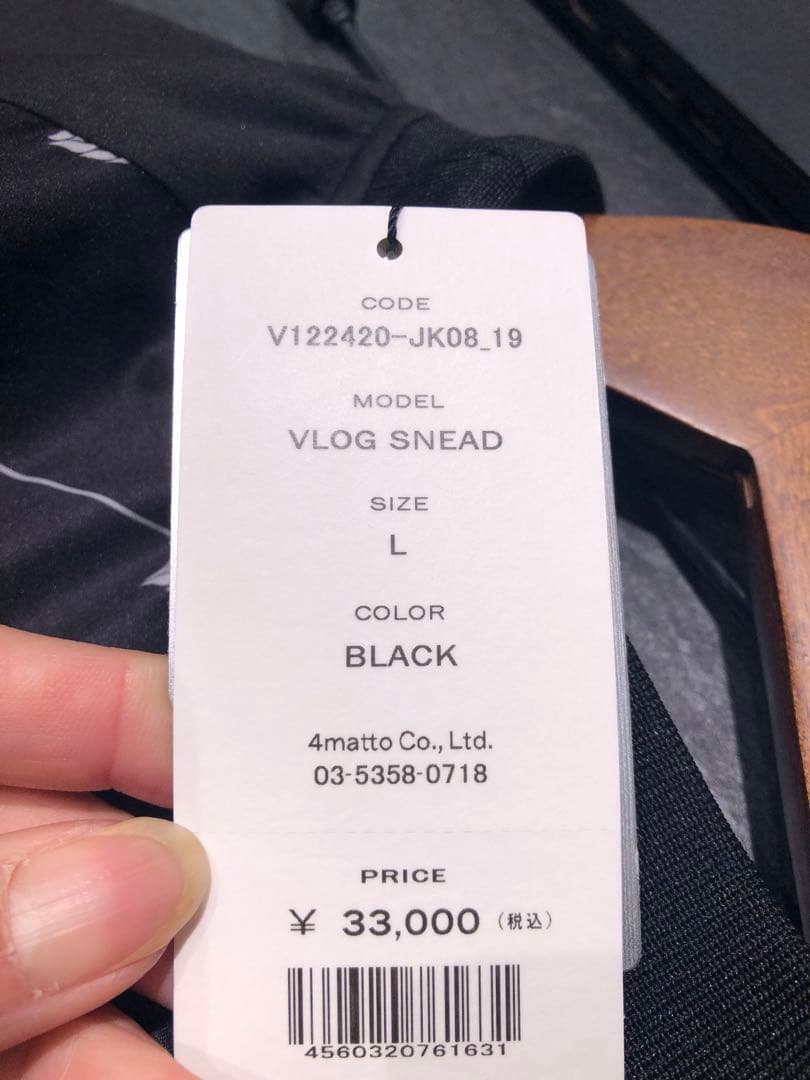 CODE
V122420-JK08_19
MODEL
VLOG SNEAD
SIZE
L
COLOR
BLACK
4matto Co., Ltd.
03-5358-0718
PRICE
¥ 33,000 (税込)
4560320761631